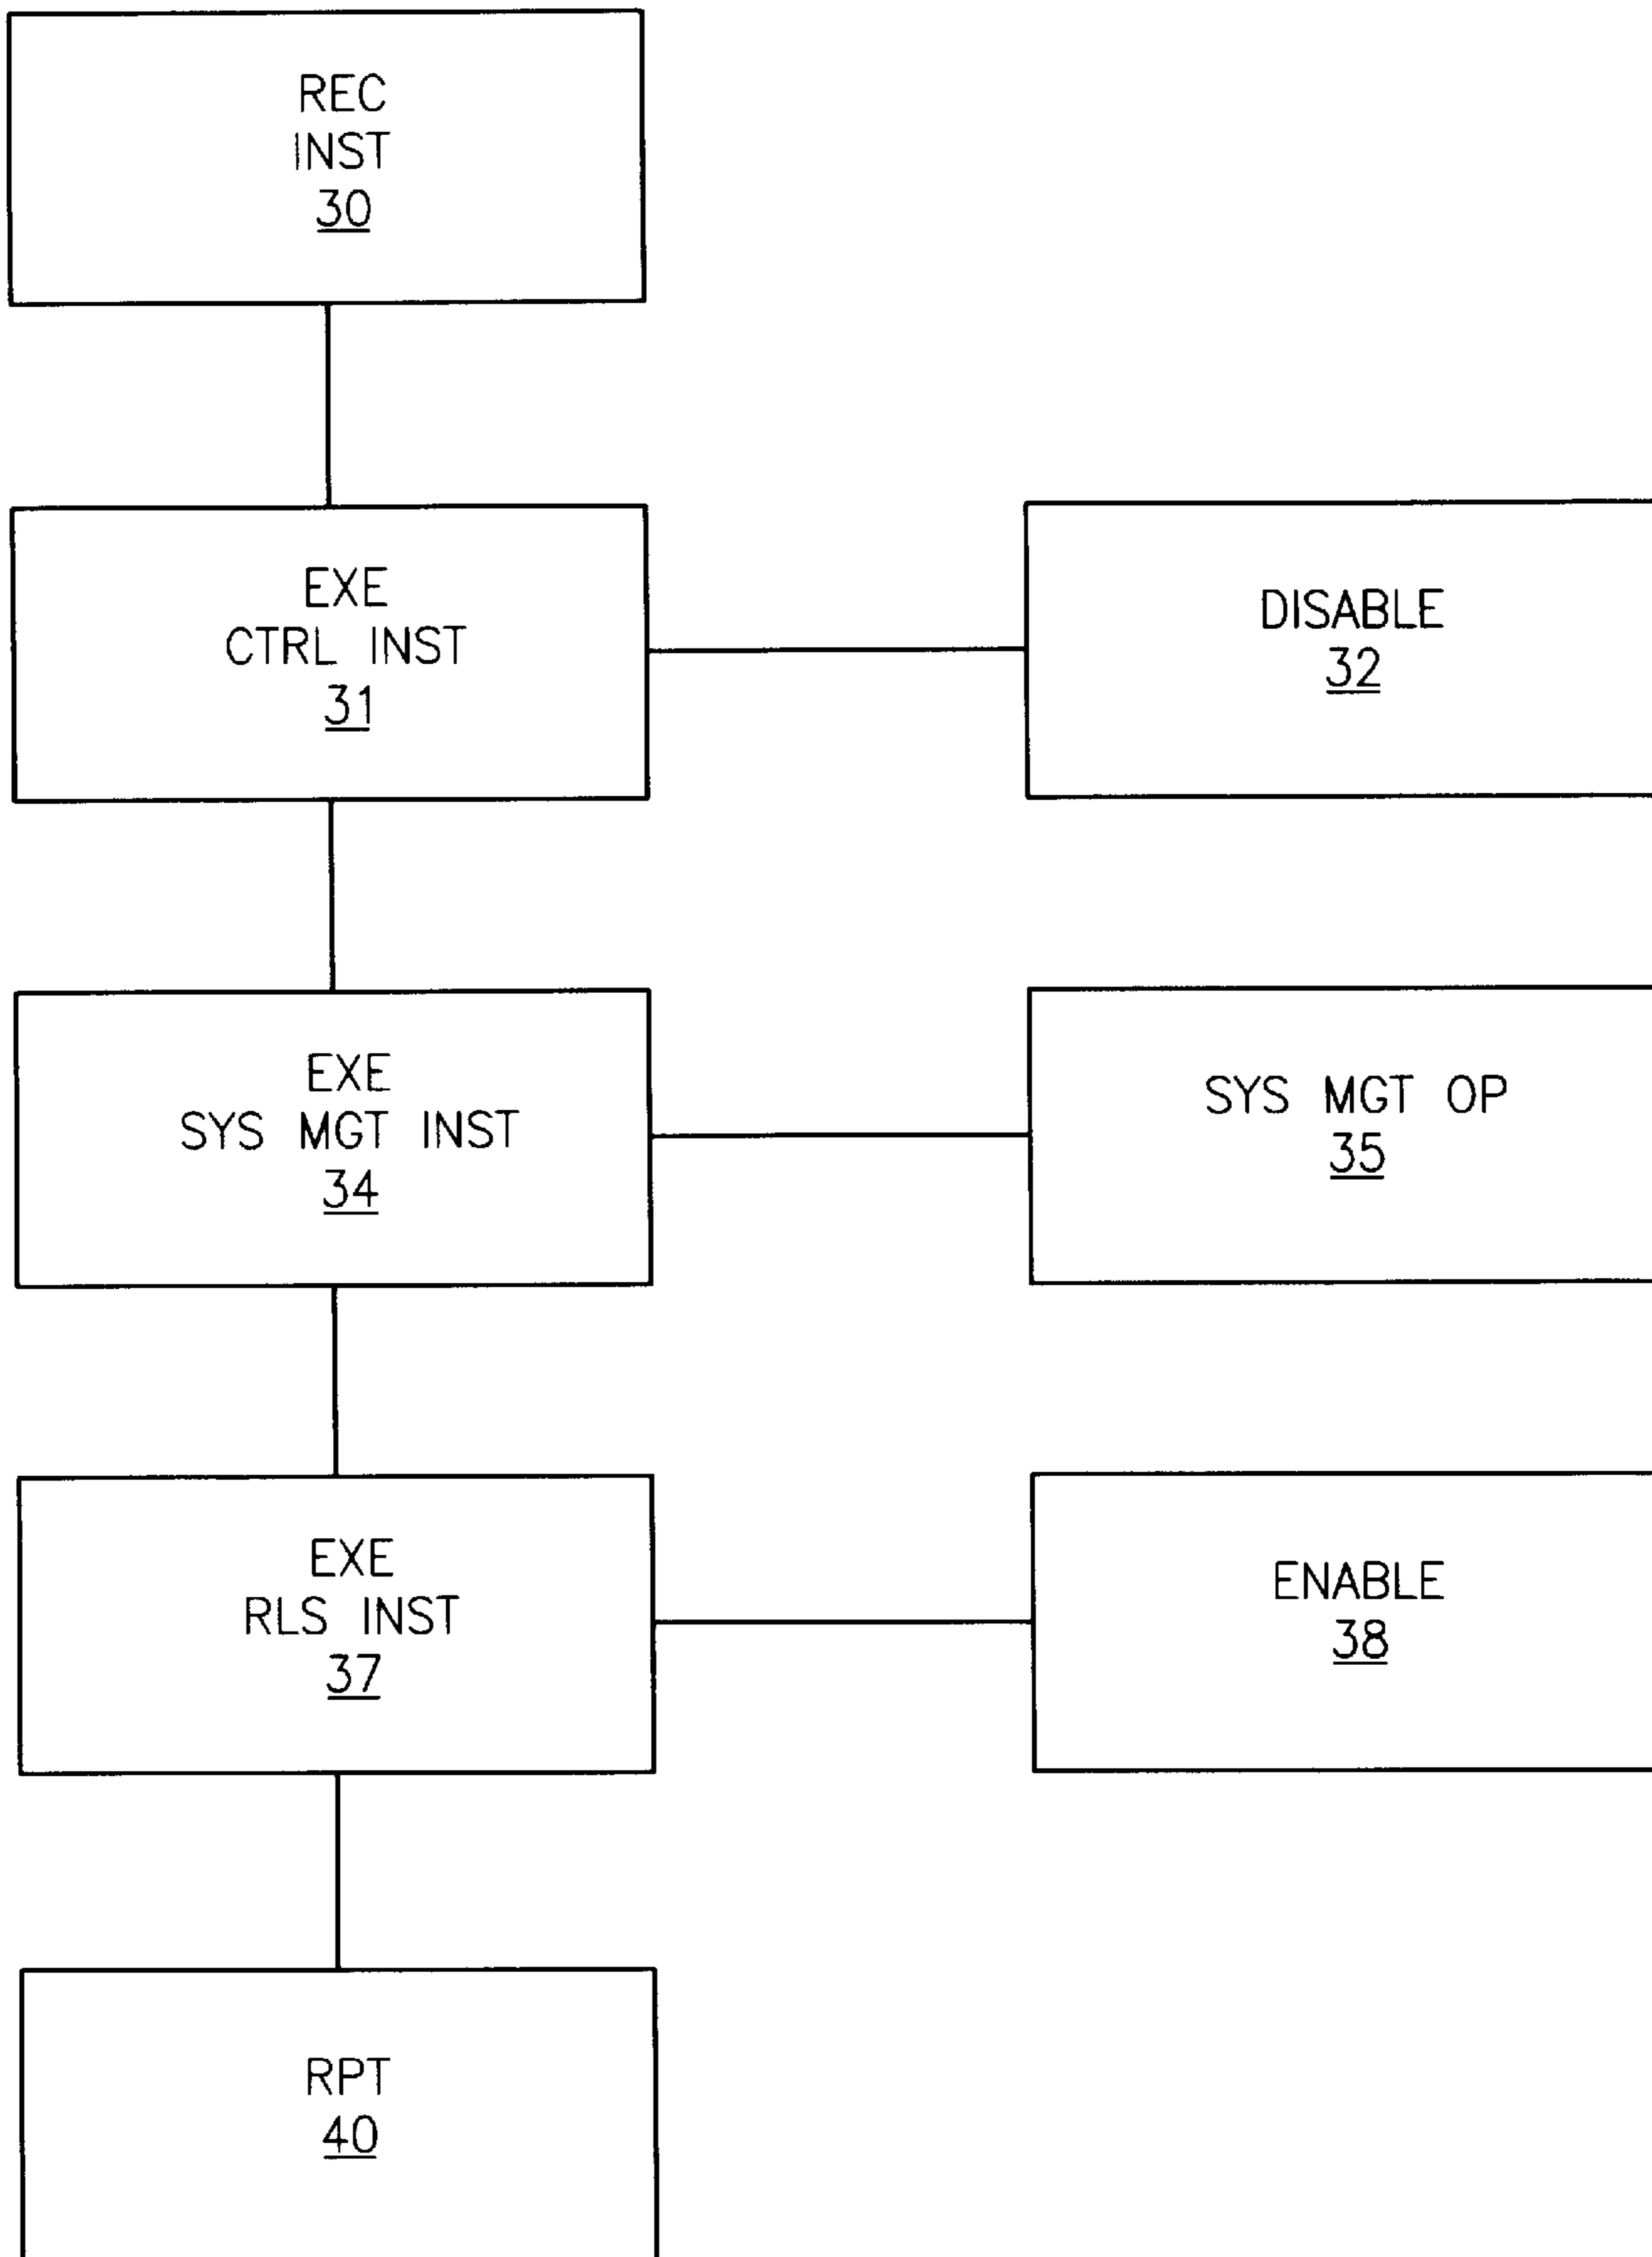 REC
INST
30
EXE
CTRL INST
31
DISABLE
32
EXE
SYS MGT INST
34
SYS MGT OP
35
EXE
RLS INST
37
ENABLE
38
RPT
40